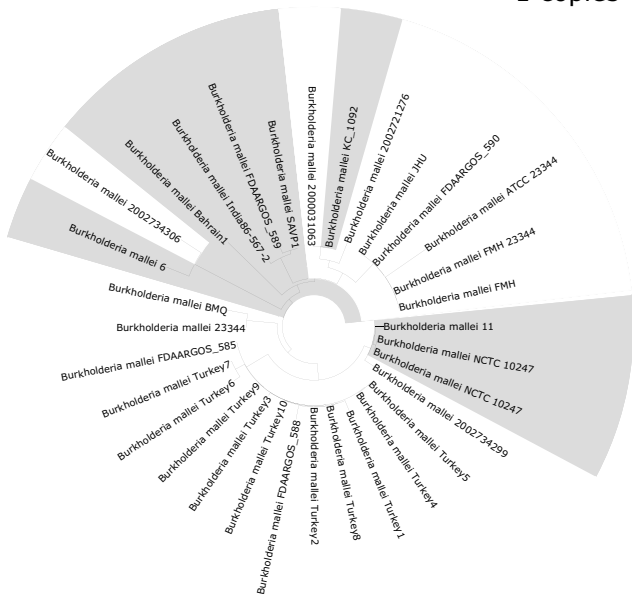 Burkholderia mallei 2000031063
Burkholderia mallei KC_1092
Burkholderia mallei 2002721276
Burkholderia mallei JHU
Burkholderia mallei FDAARGOS_590
Burkholderia mallei ATCC 23344
Burkholderia mallei FMH 23344
Burkholderia mallei FMH
Burkholderia mallei 11
Burkholderia mallei NCTC 10247
Burkholderia mallei NCTC 10247
Burkholderia mallei 2002734299
Burkholderia mallei Turkey5
Burkholderia mallei Turkey4
Burkholderia mallei Turkey1
Burkholderia mallei Turkey8
Burkholderia mallei Turkey2
Burkholderia mallei FDAARGOS_588
Burkholderia mallei Turkey10
Burkholderia mallei Turkey3
Burkholderia mallei Turkey9
Burkholderia mallei Turkey6
Burkholderia mallei Turkey7
Burkholderia mallei FDAARGOS_585
Burkholderia mallei 23344
Burkholderia mallei BMQ
Burkholderia mallei 6
Burkholderia mallei 2002734306
Burkholderia mallei Bahrain1
Burkholderia mallei India86-567-2
Burkholderia mallei FDAARGOS_589
Burkholderia mallei SAVP1